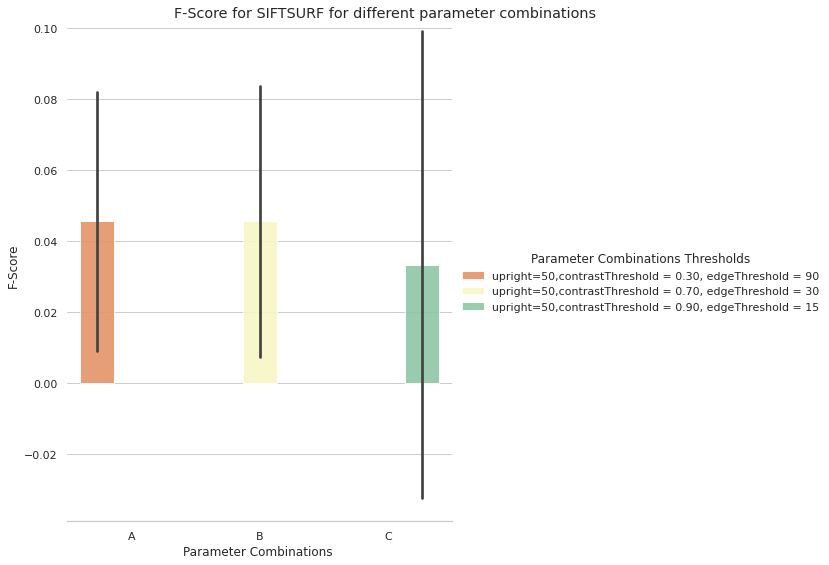 F-Score for SIFTSURF for different parameter combinations
0.10
0.08
0.06
0.04
0.02
0.00
−0.02
F-Score
A B C
Parameter Combinations
Parameter Combinations Thresholds
upright=50,contrastThreshold = 0.30, edgeThreshold = 90
upright=50,contrastThreshold = 0.70, edgeThreshold = 30
upright=50,contrastThreshold = 0.90, edgeThreshold = 15